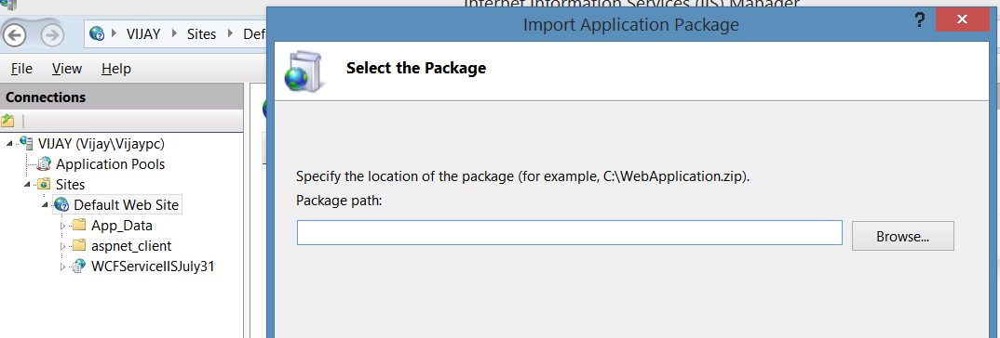 Internet Information Services (IIS) Manager
Import Application Package
?
VIJAY Sites Def
File View Help
Select the Package
Connections
VIJAY (Vijay\Vijaypc)
Application Pools
Sites
Default Web Site
App_Data
aspnet_client
WCFServiceIISJuly31
Specify the location of the package (for example, C:\WebApplication.zip).
Package path:
Browse...